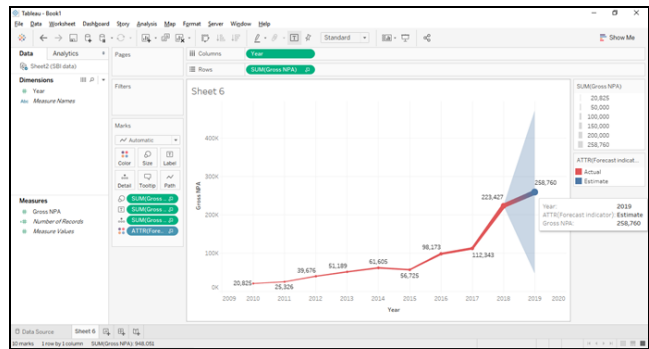 Tableau - Book1
File Data Worksheet Dashboard Story Analysis Map Format Server Window Help
Standard
Show Me
Data Analytics
Sheet2 (SBI data)
Dimensions
Year
Abc Measure Names
Measures
Gross NPA
Number of Records
Measure Values
Pages
Filters
Marks
Automatic
Color Size Label
Detail Tooltip Path
SUM(Gross...
SUM(Gross...
SUM(Gross...
ATTR(Fore...
Columns Year
Rows SUM(Gross NPA)
Sheet 6
Gross NPA
400K
300K
200K
100K
0K
20,825
25,326
39,676
51,189
61,605
56,725
98,173
112,343
223,427
258,760
2009 2010 2011 2012 2013 2014 2015 2016 2017 2018 2019 2020
Year
Year: 2019
ATTR(Forecast indicator): Estimate
Gross NPA: 258,760
SUM(Gross NPA)
20,825
50,000
100,000
150,000
200,000
258,760
ATTR(Forecast indicat...
Actual
Estimate
Data Source Sheet 6
10 marks 1 row by 1 column SUM(Gross NPA): 948,051